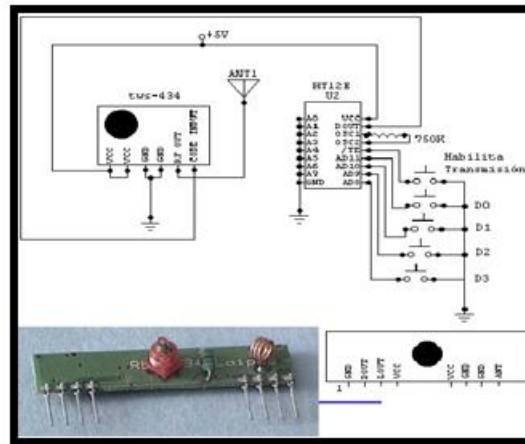 +5V
ANT1
tws-434
HT12E
U2
VCC
VCC
GND
GND
RF OUT
CODE INPUT
A0
A1
A2
A3
A4
A5
A6
A7
GND
VCC
DOUT
OSC1
OSC2
/TE
AD11
AD10
AD9
AD8
750K
Habilita
Transmisión
D0
D1
D2
D3
1
GND
DOUT
LOUT
VCC
VCC
GND
GND
ANT